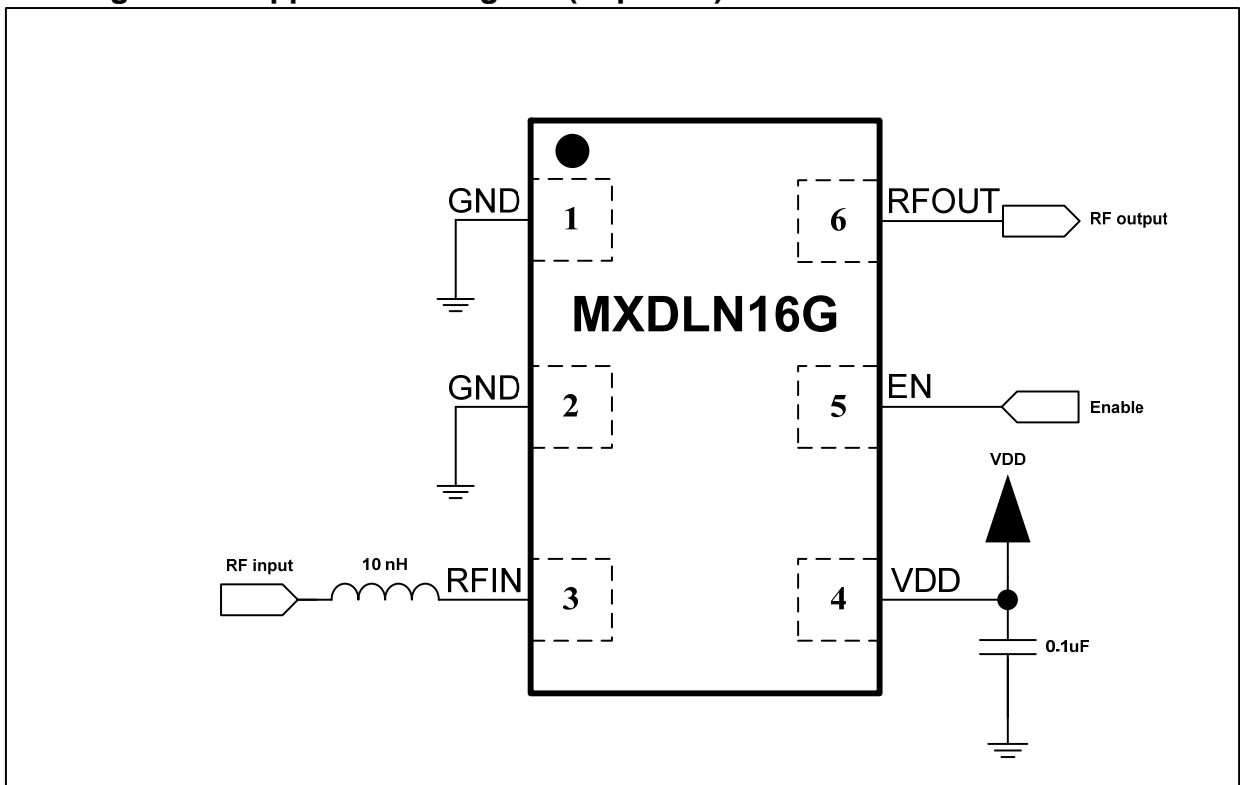 GND
1
6
RFOUT
RF output
MXDLN16G
GND
2
5
EN
Enable
VDD
RF input
10 nH
RFIN
3
4
VDD
0.1uF